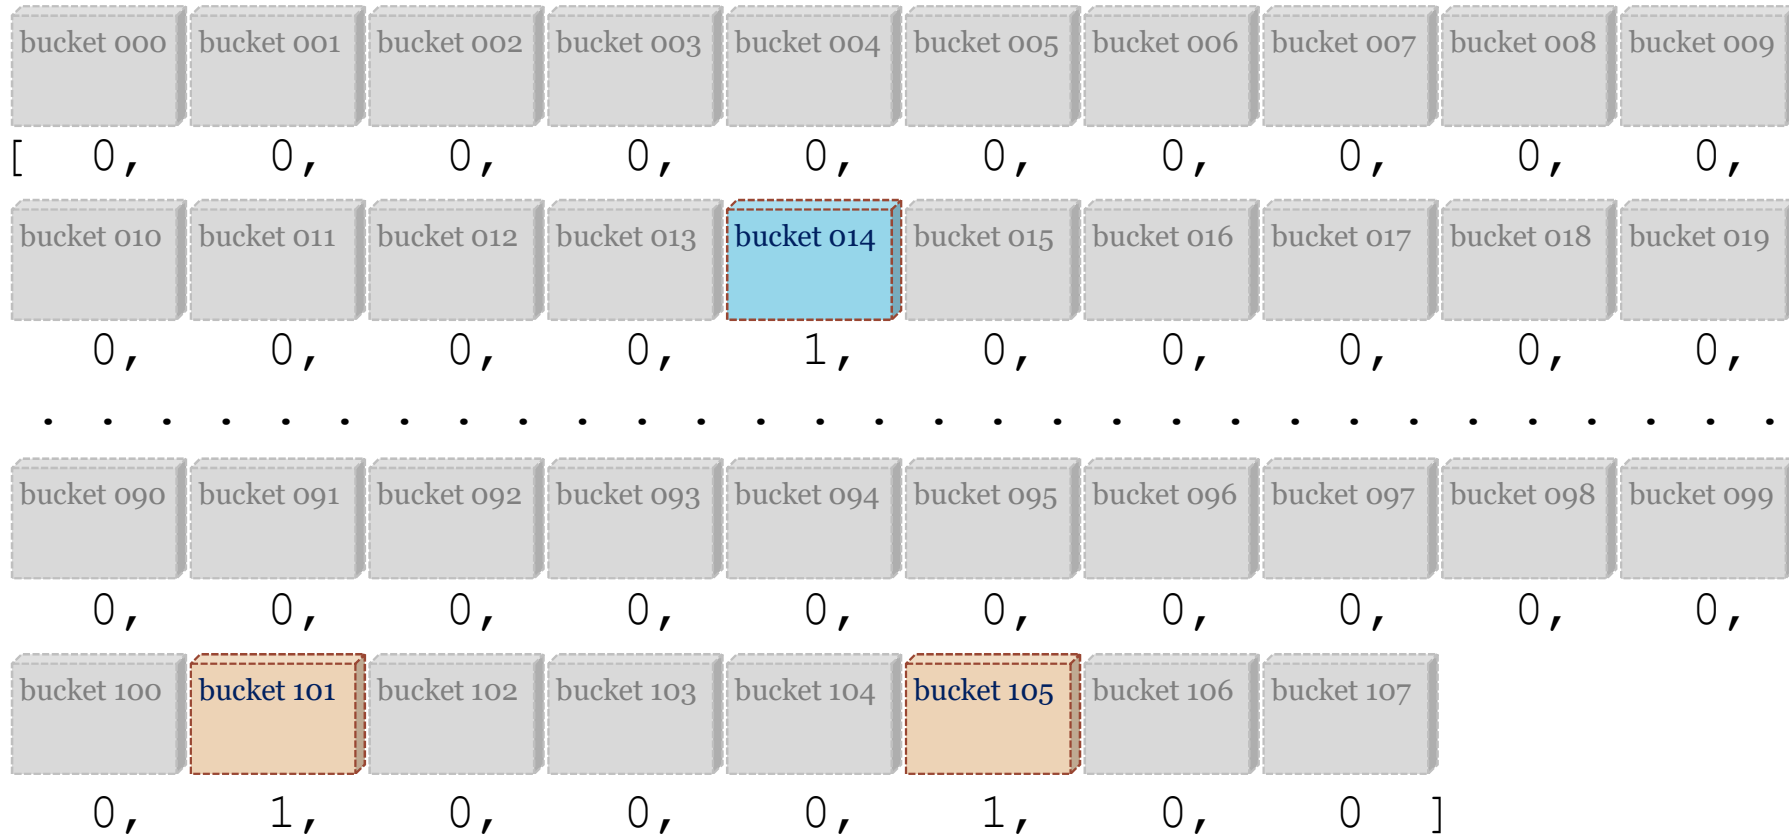 bucket 000 bucket 001 bucket 002 bucket 003 bucket 004 bucket 005 bucket 006 bucket 007 bucket 008 bucket 009
[ 0, 0, 0, 0, 0, 0, 0, 0, 0, 0,
bucket 010 bucket 011 bucket 012 bucket 013 bucket 014 bucket 015 bucket 016 bucket 017 bucket 018 bucket 019
0, 0, 0, 0, 1, 0, 0, 0, 0, 0,
. . . . . . . . . . . . . . . . . . . . . . . . . . . . . .
bucket 090 bucket 091 bucket 092 bucket 093 bucket 094 bucket 095 bucket 096 bucket 097 bucket 098 bucket 099
0, 0, 0, 0, 0, 0, 0, 0, 0, 0,
bucket 100 bucket 101 bucket 102 bucket 103 bucket 104 bucket 105 bucket 106 bucket 107
0, 1, 0, 0, 0, 1, 0, 0 ]